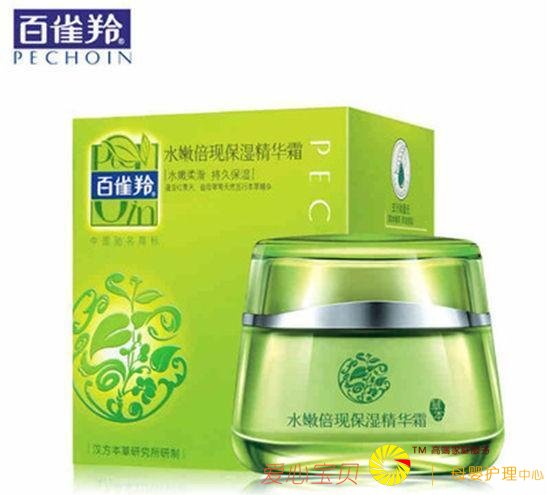 百雀羚®
PECHOIN
水嫩倍现保湿精华霜
水嫩柔滑 持久保湿
百雀羚®
中国驰名商标
PEC
汉方本草研究所研制
水嫩倍现保湿精华霜
爱心宝贝
TM
母婴护理中心